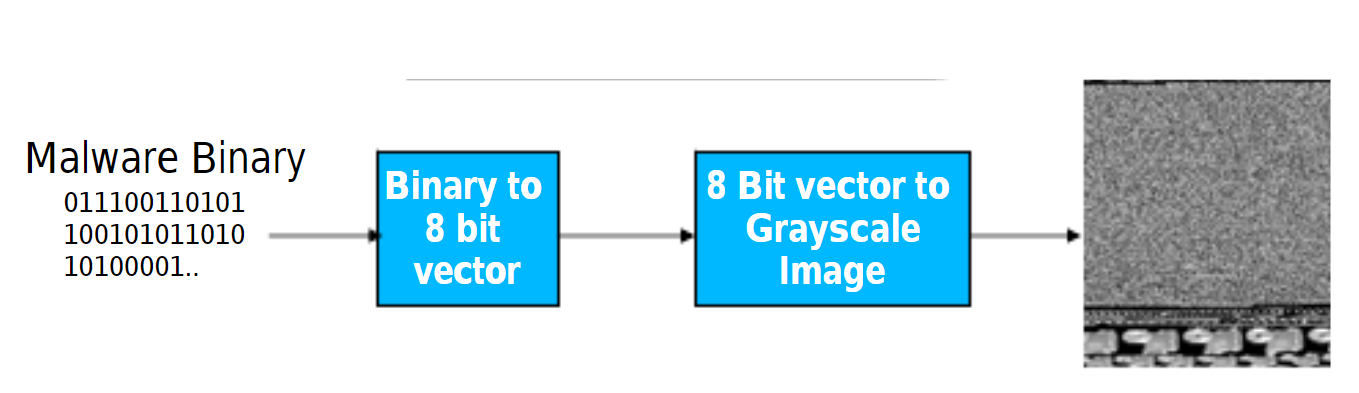 Malware Binary
011100110101
100101011010
10100001..
Binary to
8 bit
vector
8 Bit vector to
Grayscale
Image